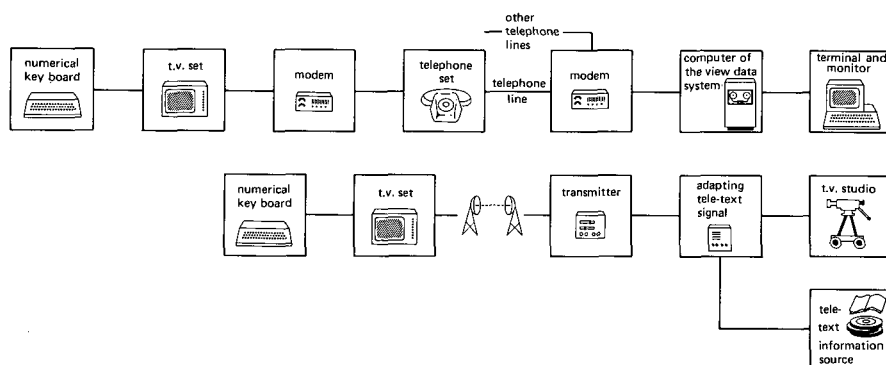 numerical
key board
t.v. set
modem
telephone
set
telephone
line
other
telephone
lines
modem
computer of
the view data
system
terminal and
monitor
numerical
key board
t.v. set
transmitter
adapting
tele-text
signal
t.v. studio
tele-
text
information
source